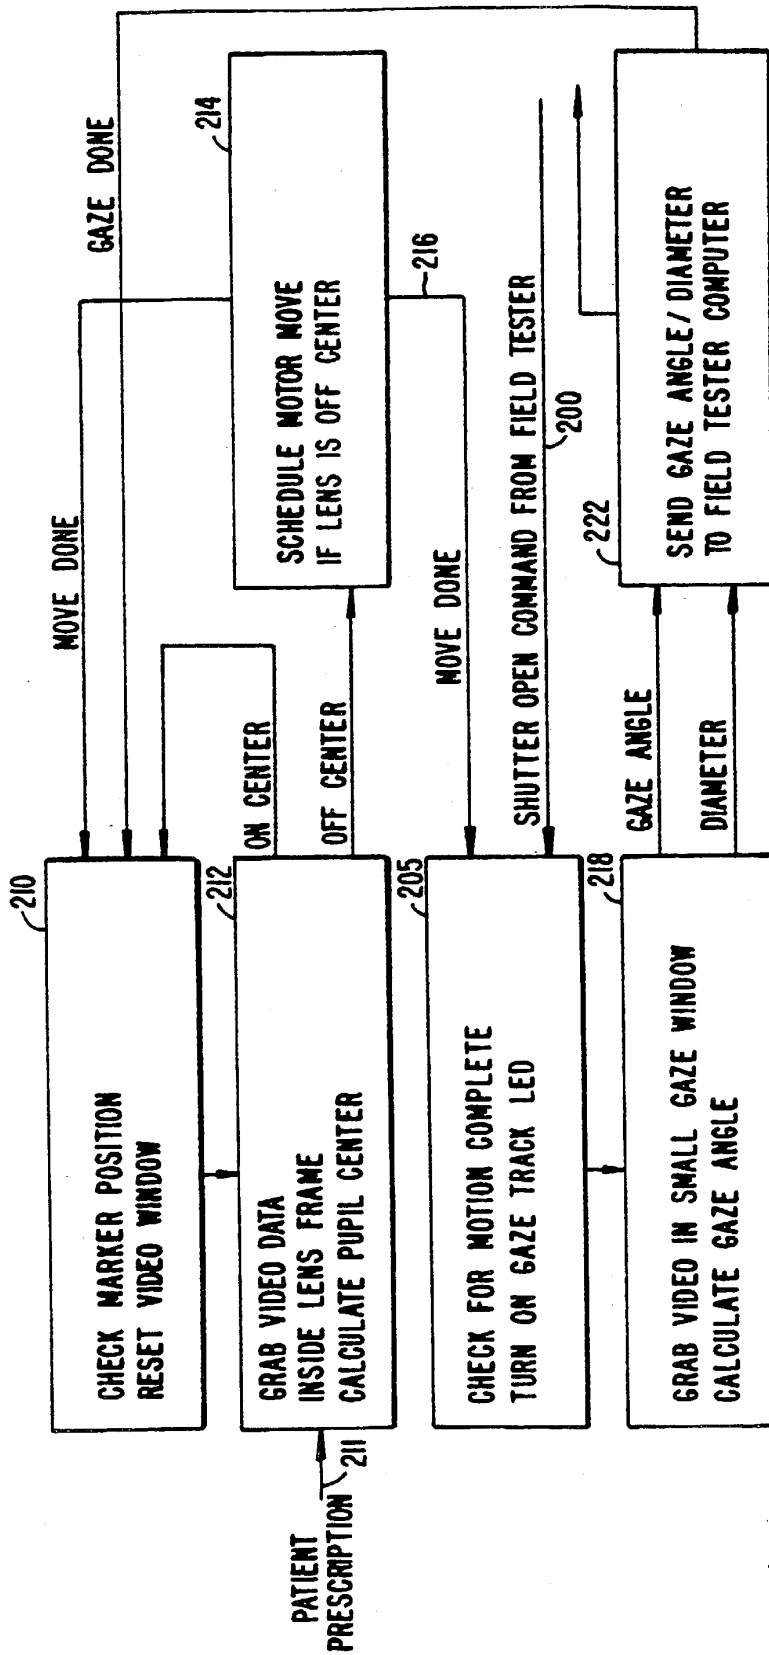 GAZE DONE
MOVE DONE
210
CHECK MARKER POSITION
RESET VIDEO WINDOW
214
SCHEDULE MOTOR MOVE
IF LENS IS OFF CENTER
216
ON CENTER
OFF CENTER
212
GRAB VIDEO DATA
INSIDE LENS FRAME
CALCULATE PUPIL CENTER
PATIENT
PRESCRIPTION
211
MOVE DONE
SHUTTER OPEN COMMAND FROM FIELD TESTER
200
205
CHECK FOR MOTION COMPLETE
TURN ON GAZE TRACK LED
218
GRAB VIDEO IN SMALL GAZE WINDOW
CALCULATE GAZE ANGLE
GAZE ANGLE
DIAMETER
222
SEND GAZE ANGLE/DIAMETER
TO FIELD TESTER COMPUTER